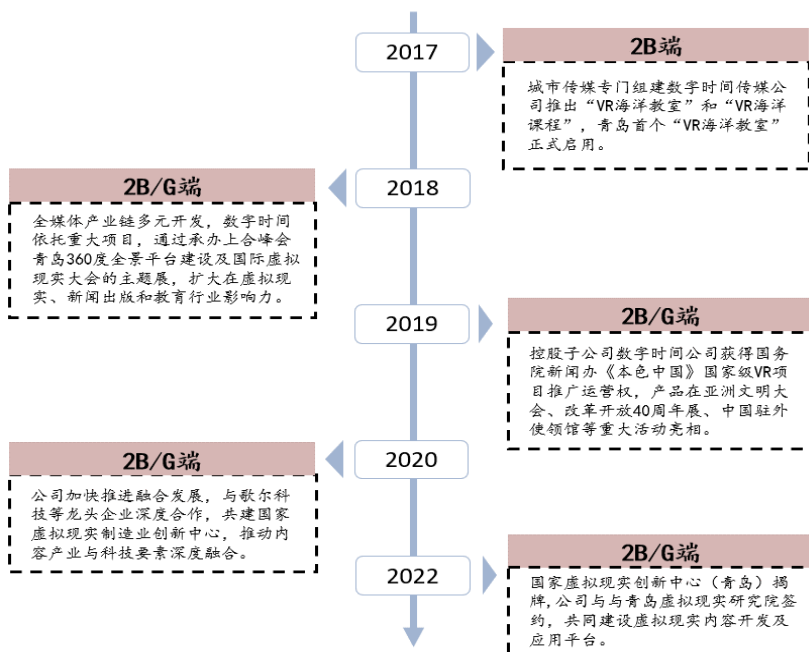 2017
2B端
城市传媒专门组建数字时间传媒公
司推出“VR海洋教室”和“VR海洋
课程”，青岛首个“VR海洋教室”
正式启用。
2018
2B/G端
全媒体产业链多元开发，数字时间
依托重大项目，通过承办上合峰会
青岛360度全景平台建设及国际虚拟
现实大会的主题展，扩大在虚拟现
实、新闻出版和教育行业影响力。
2019
2B/G端
控股子公司数字时间公司获得国务
院新闻办《本色中国》国家级VR项
目推广运营权，产品在亚洲文明大
会、改革开放40周年展、中国驻外
使领馆等重大活动亮相。
2020
2B/G端
公司加快推进融合发展，与歌尔科
技等龙头企业深度合作，共建国家
虚拟现实制造业创新中心，推动内
容产业与科技要素深度融合。
2022
2B/G端
国家虚拟现实创新中心（青岛）揭
牌,公司与与青岛虚拟现实研究院签
约，共同建设虚拟现实内容开发及
应用平台。